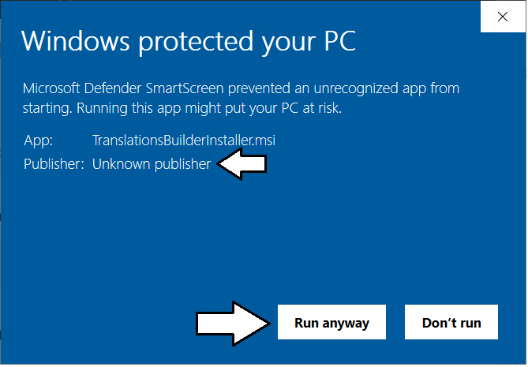 Windows protected your PC
Microsoft Defender SmartScreen prevented an unrecognized app from
starting. Running this app might put your PC at risk.
App: TranslationsBuilderInstaller.msi
Publisher: Unknown publisher
Run anyway Don't run